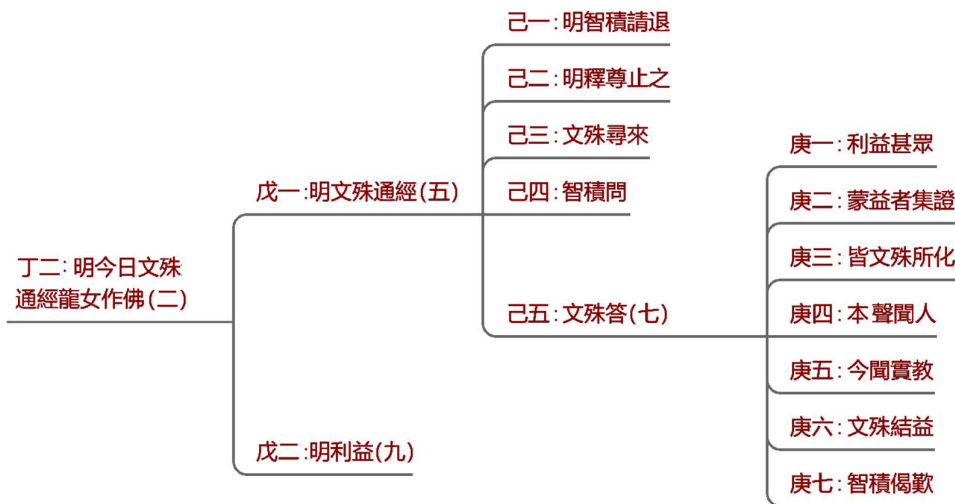 丁二：明今日文殊
通經龍女作佛(二)
戊一：明文殊通經(五)
己一：明智積請退
己二：明釋尊止之
己三：文殊尋來
己四：智積問
己五：文殊答(七)
庚一：利益甚眾
庚二：蒙益者集證
庚三：皆文殊所化
庚四：本聲聞人
庚五：今聞實教
庚六：文殊結益
庚七：智積偈歎
戊二：明利益(九)